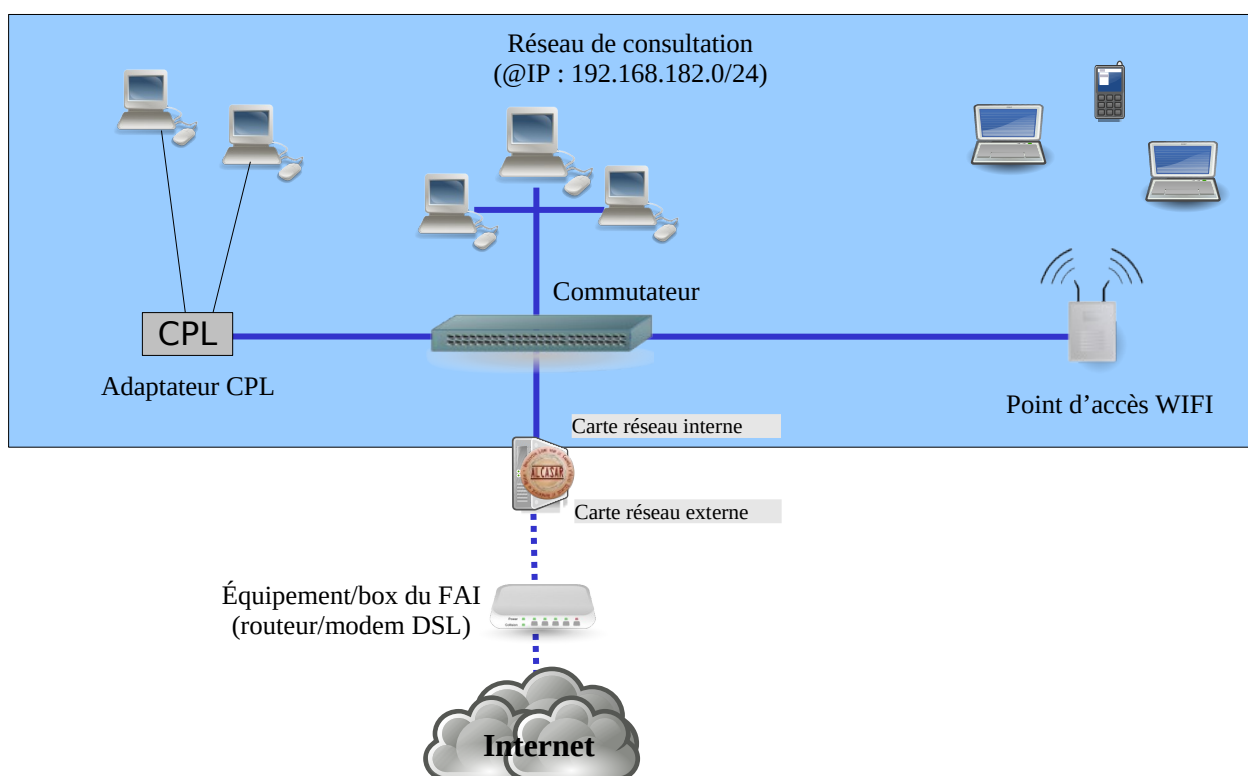 Réseau de consultation
(@IP : 192.168.182.0/24)
Commutateur
CPL
Adaptateur CPL
Point d’accès WIFI
Carte réseau interne
ALCASAR
Carte réseau externe
Équipement/box du FAI
(routeur/modem DSL)
Internet